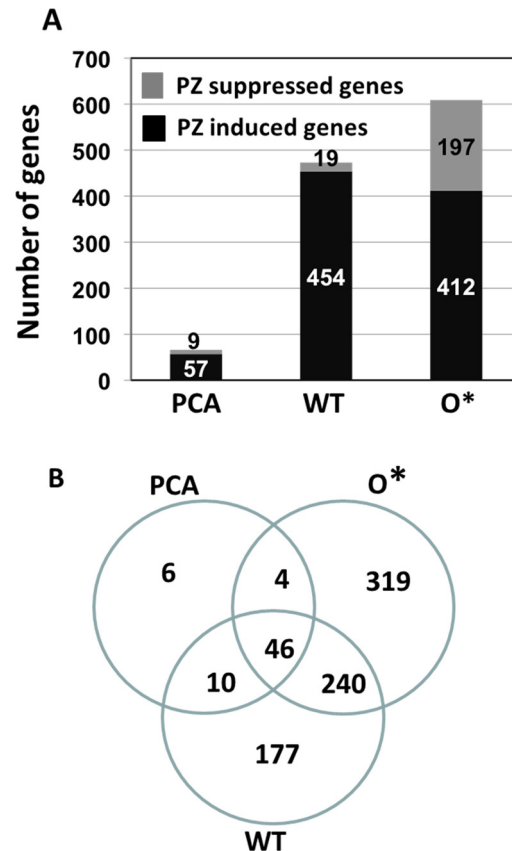 A
700
600
500
400
300
200
100
0
Number of genes
PZ suppressed genes
PZ induced genes
9
57
19
454
197
412
PCA WT O*
B
PCA O*
6 4 319
46
10 240
177
WT